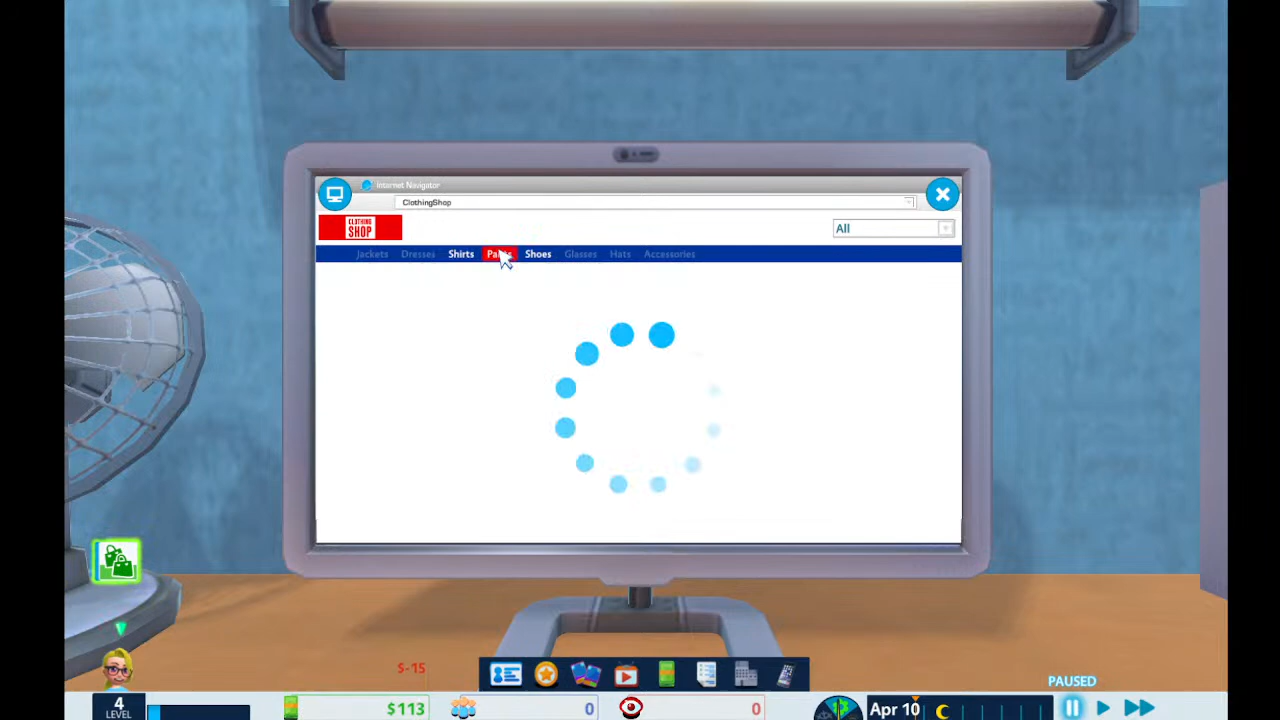 Internet Navigator
ClothingShop
CLOTHING
SHOP
All
Jackets Dresses Shirts Pants Shoes Glasses Hats Accessories
$-15
PAUSED
4
LEVEL
$113
0
0
Apr 10